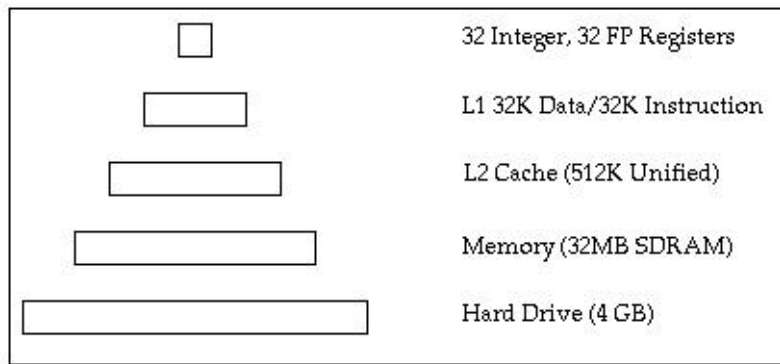 32 Integer, 32 FP Registers
L1 32K Data/32K Instruction
L2 Cache (512K Unified)
Memory (32MB SDRAM)
Hard Drive (4 GB)